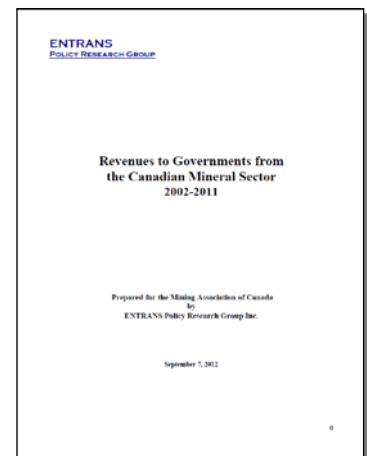 ENTRANS
POLICY RESEARCH GROUP
Revenues to Governments from
the Canadian Mineral Sector
2002-2011
Prepared for the Mining Association of Canada
by
ENTRANS Policy Research Group Inc.
September 7, 2012
0